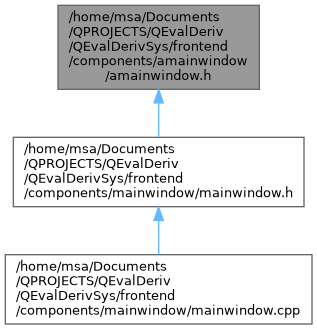 /home/msa/Documents
/QPROJECTS/QEvalDeriv
/QEvalDerivSys/frontend
/components/amainwindow
/amainwindow.h
/home/msa/Documents
/QPROJECTS/QEvalDeriv
/QEvalDerivSys/frontend
/components/mainwindow/mainwindow.h
/home/msa/Documents
/QPROJECTS/QEvalDeriv
/QEvalDerivSys/frontend
/components/mainwindow/mainwindow.cpp